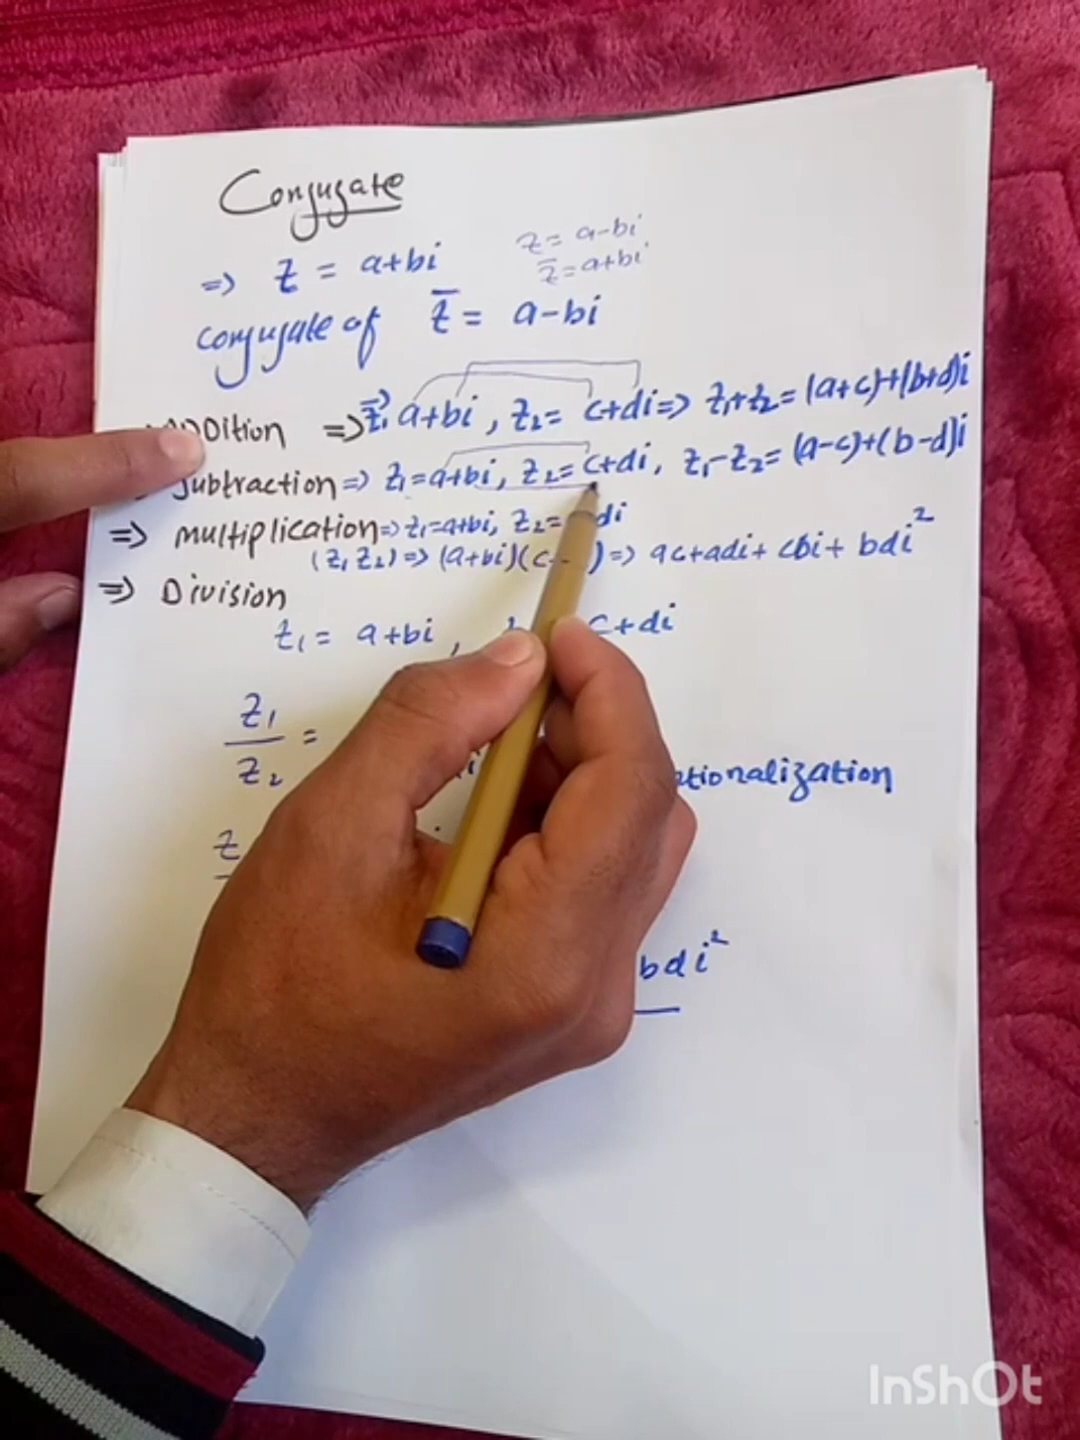 Conjugate
=> z = a+bi
z = a-bi
z̄ = a+bi
conjugate of z̄ = a-bi
=> z₁ a+bi, z₂ = c+di => z₁+z₂ = (a+c)+(b+d)i
Subtraction => z₁=a+bi, z₂=c+di, z₁-z₂ = (a-c)+(b-d)i
=> multiplication => z₁=a+bi, z₂= di
(z₁ z₂) => (a+bi)(c ) => ac+adi+cbi+bdi²
=> Division
z₁ = a+bi, c+di
z₁
—
z₂ =
z
bdi²
InShOt